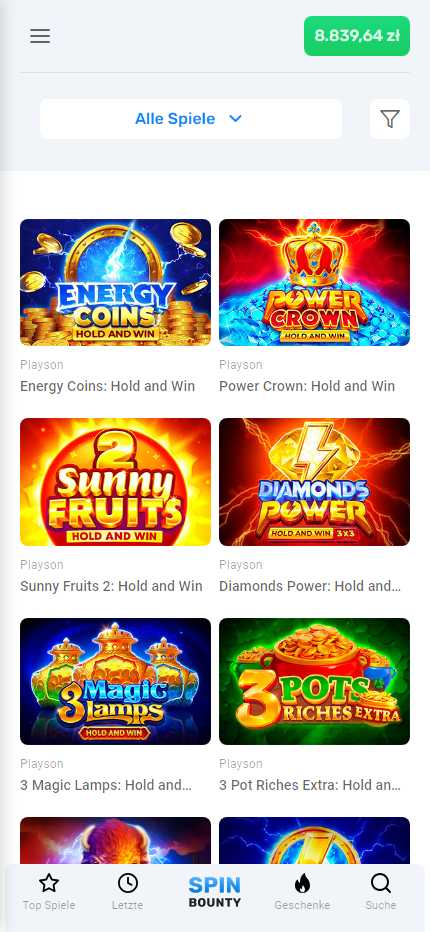 8.839,64 zł
Alle Spiele
ENERGY
COINS
HOLD AND WIN
POWER
CROWN
HOLD AND WIN
Playson
Playson
Energy Coins: Hold and Win
Power Crown: Hold and Win
2
Sunny
FRUITS
HOLD AND WIN
DIAMONDS
POWER
HOLD AND WIN 3X3
Playson
Playson
Sunny Fruits 2: Hold and Win
Diamonds Power: Hold and...
3 Magic
Lamps
HOLD AND WIN
3 POTS
RICHES EXTRA
Playson
Playson
3 Magic Lamps: Hold and...
3 Pot Riches Extra: Hold an...
Top Spiele
Letzte
SPIN
BOUNTY
Geschenke
Suche